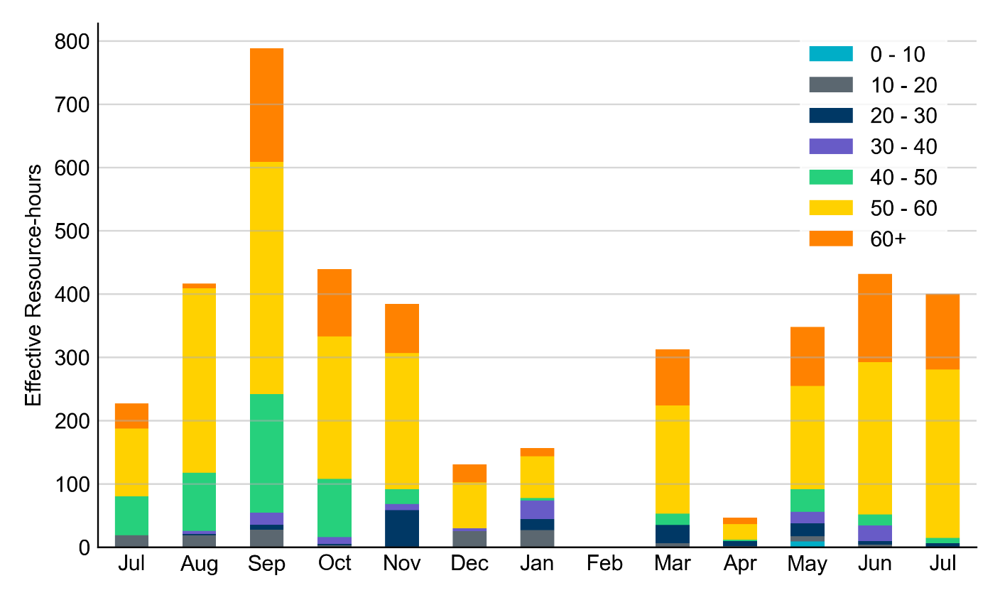 Effective Resource-hours
800
700
600
500
400
300
200
100
0
0 - 10
10 - 20
20 - 30
30 - 40
40 - 50
50 - 60
60+
Jul Aug Sep Oct Nov Dec Jan Feb Mar Apr May Jun Jul